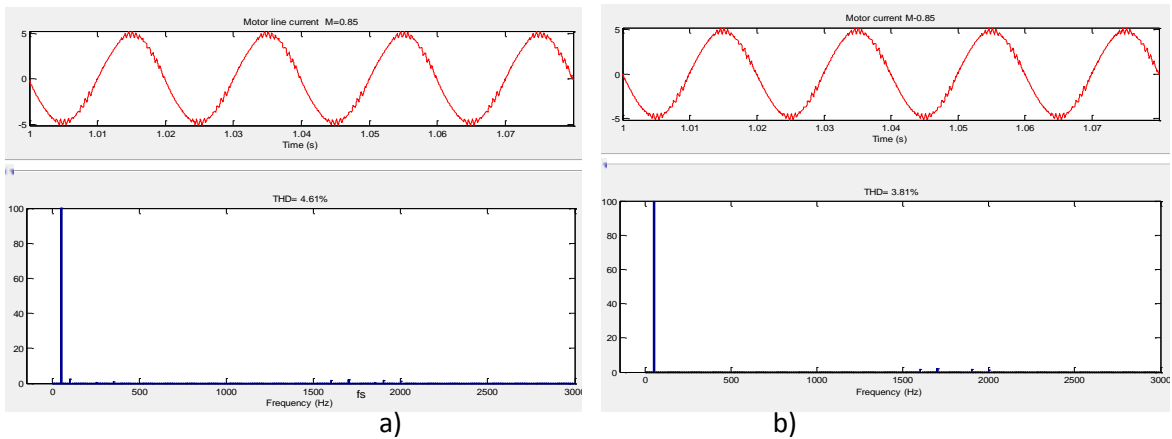 Motor line current M=0.85
5
0
-5
1 1.01 1.02 1.03 1.04 1.05 1.06 1.07
Time (s)
THD= 4.61%
100
80
60
40
20
0
0 500 1000 1500 2000 2500 3000
fs
Frequency (Hz)
a)
Motor current M-0.85
5
0
-5
1 1.01 1.02 1.03 1.04 1.05 1.06 1.07
Time (s)
THD= 3.81%
100
80
60
40
20
0
0 500 1000 1500 2000 2500 3000
Frequency (Hz)
b)